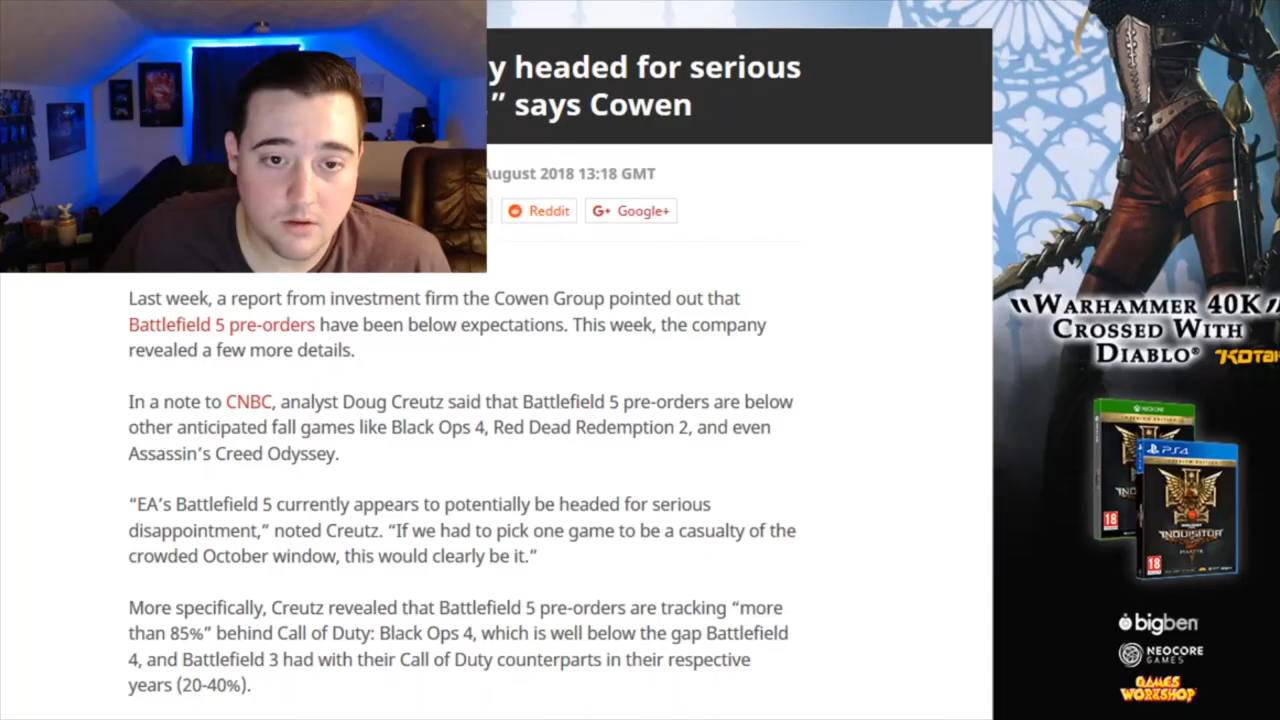 y headed for serious
.” says Cowen
August 2018 13:18 GMT
Reddit
G+ Google+
Last week, a report from investment firm the Cowen Group pointed out that
Battlefield 5 pre-orders have been below expectations. This week, the company
revealed a few more details.
In a note to CNBC, analyst Doug Creutz said that Battlefield 5 pre-orders are below
other anticipated fall games like Black Ops 4, Red Dead Redemption 2, and even
Assassin’s Creed Odyssey.
“EA’s Battlefield 5 currently appears to potentially be headed for serious
disappointment,” noted Creutz. “If we had to pick one game to be a casualty of the
crowded October window, this would clearly be it.”
More specifically, Creutz revealed that Battlefield 5 pre-orders are tracking “more
than 85%” behind Call of Duty: Black Ops 4, which is well below the gap Battlefield
4, and Battlefield 3 had with their Call of Duty counterparts in their respective
years (20-40%).
“WARHAMMER 40K
CROSSED WITH
DIABLO”
KOTAK
XBOX ONE
PS4
INQUISITOR
MARTYR
18
18
bigben
NEOCORE
GAMES
GAMES
WORKSHOP